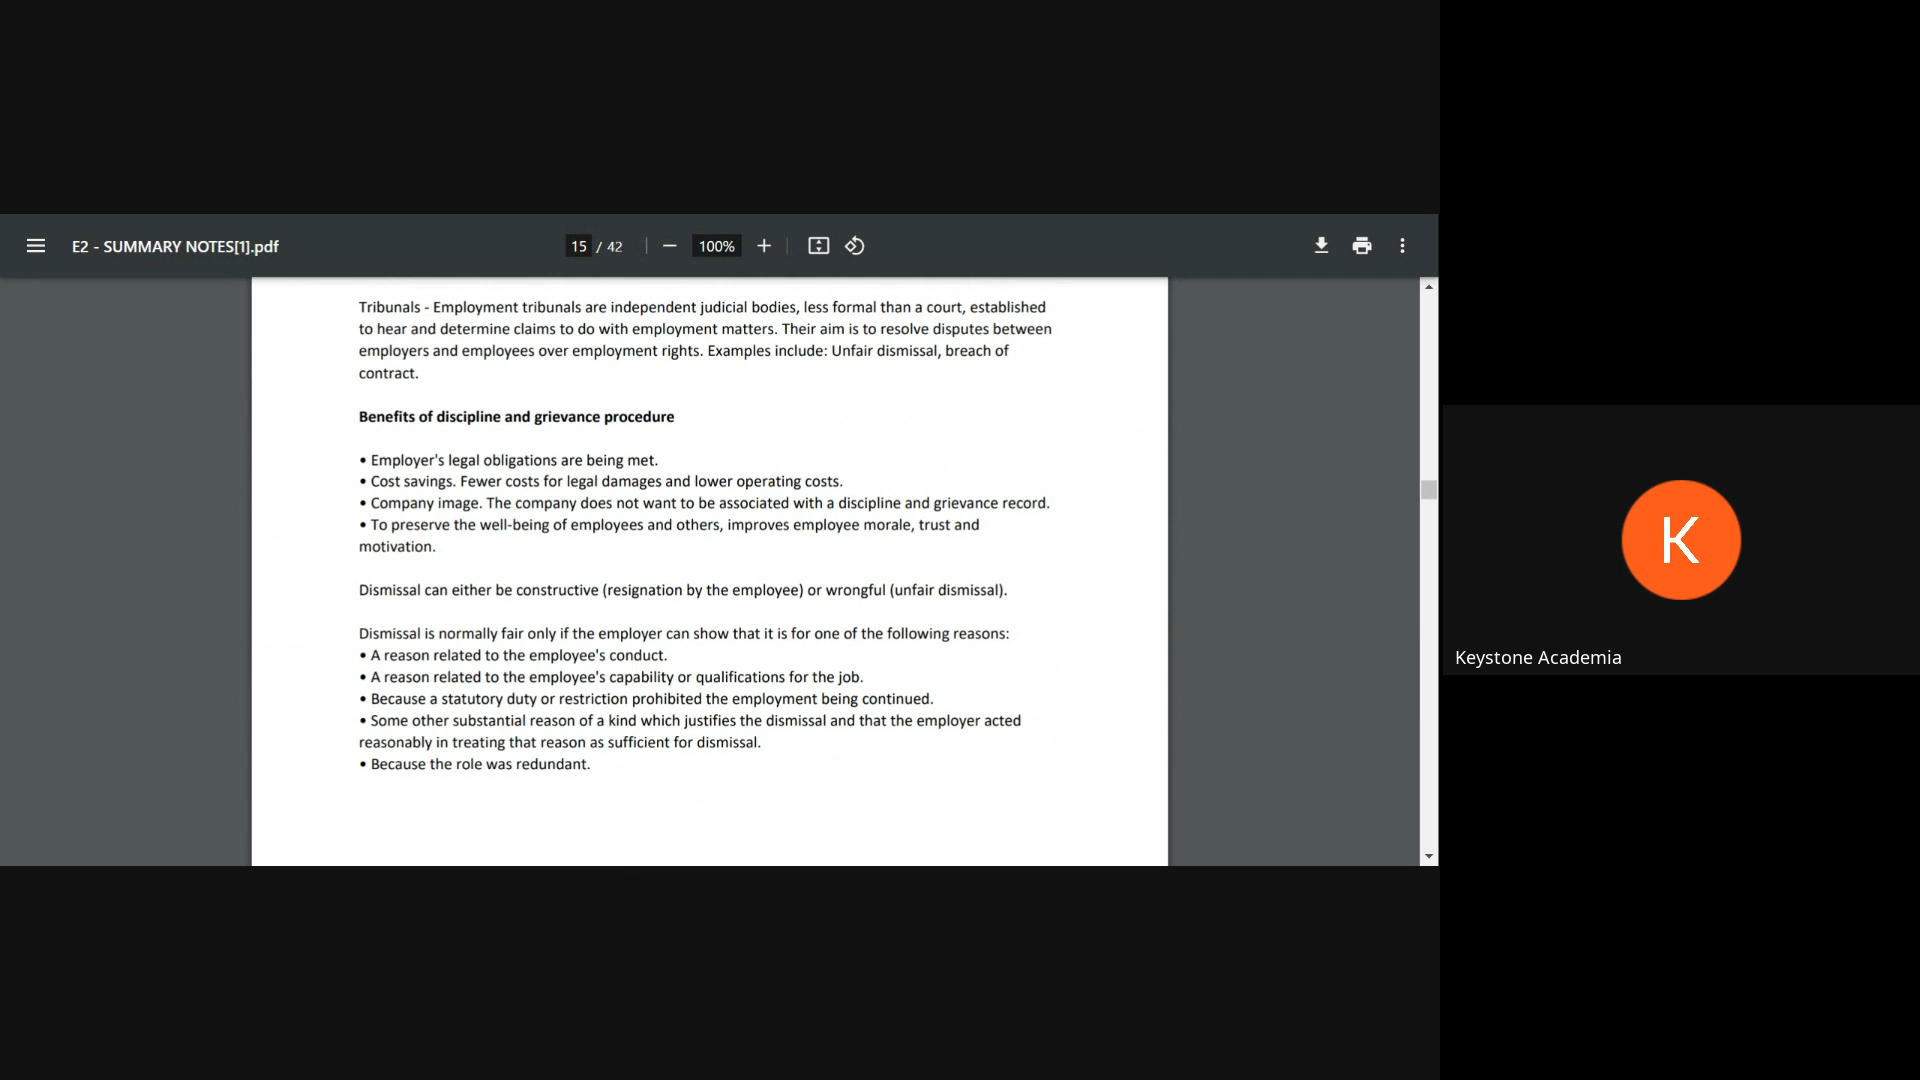 E2 - SUMMARY NOTES[1].pdf
15 / 42
100%
Tribunals - Employment tribunals are independent judicial bodies, less formal than a court, established
to hear and determine claims to do with employment matters. Their aim is to resolve disputes between
employers and employees over employment rights. Examples include: Unfair dismissal, breach of
contract.
Benefits of discipline and grievance procedure
• Employer's legal obligations are being met.
• Cost savings. Fewer costs for legal damages and lower operating costs.
• Company image. The company does not want to be associated with a discipline and grievance record.
• To preserve the well-being of employees and others, improves employee morale, trust and
motivation.
Dismissal can either be constructive (resignation by the employee) or wrongful (unfair dismissal).
Dismissal is normally fair only if the employer can show that it is for one of the following reasons:
• A reason related to the employee's conduct.
• A reason related to the employee's capability or qualifications for the job.
• Because a statutory duty or restriction prohibited the employment being continued.
• Some other substantial reason of a kind which justifies the dismissal and that the employer acted
reasonably in treating that reason as sufficient for dismissal.
• Because the role was redundant.
K
Keystone Academia